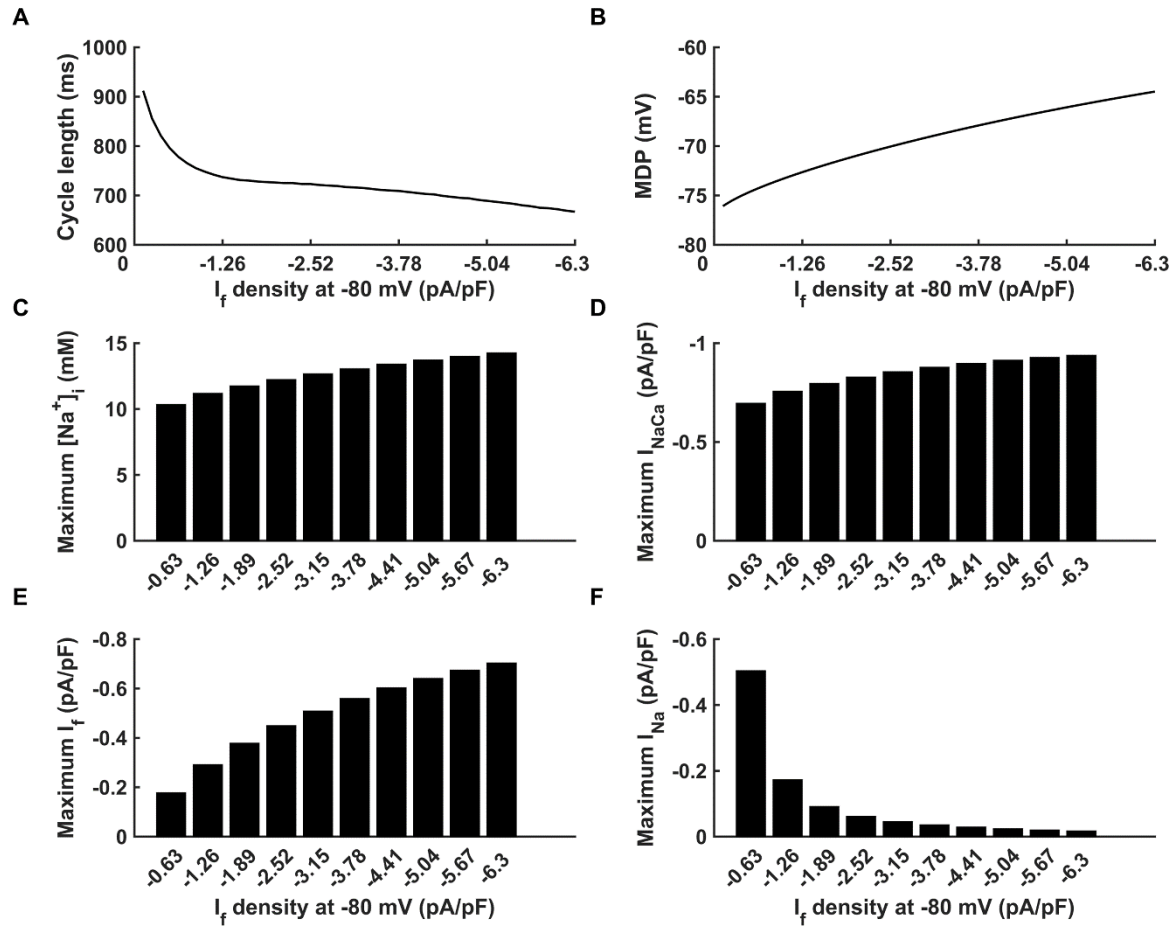 A
Cycle length (ms)
1000
900
800
700
600
0 -1.26 -2.52 -3.78 -5.04 -6.3
I_f density at -80 mV (pA/pF)
B
MDP (mV)
-60
-65
-70
-75
-80
0 -1.26 -2.52 -3.78 -5.04 -6.3
I_f density at -80 mV (pA/pF)
C
Maximum [Na⁺]_i (mM)
15
10
5
0
-0.63 -1.26 -1.89 -2.52 -3.15 -3.78 -4.41 -5.04 -5.67 -6.3
D
Maximum I_NaCa (pA/pF)
-1
-0.5
0
-0.63 -1.26 -1.89 -2.52 -3.15 -3.78 -4.41 -5.04 -5.67 -6.3
E
Maximum I_f (pA/pF)
-0.8
-0.6
-0.4
-0.2
0
-0.63 -1.26 -1.89 -2.52 -3.15 -3.78 -4.41 -5.04 -5.67 -6.3
I_f density at -80 mV (pA/pF)
F
Maximum I_Na (pA/pF)
-0.6
-0.4
-0.2
0
-0.63 -1.26 -1.89 -2.52 -3.15 -3.78 -4.41 -5.04 -5.67 -6.3
I_f density at -80 mV (pA/pF)